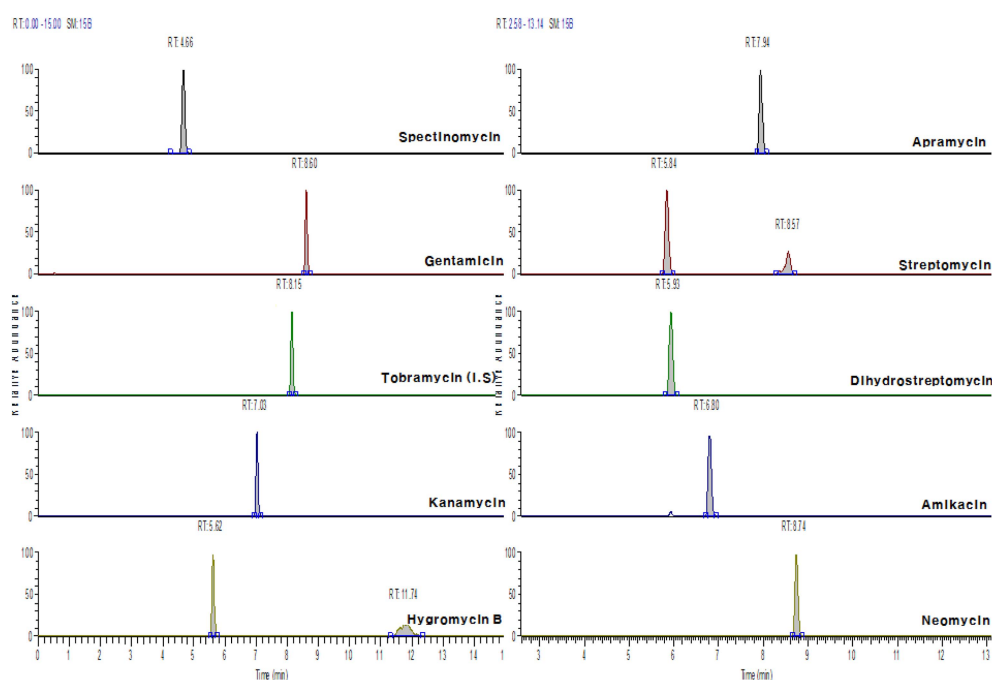 RT:0.00 -15.00 SM:15B
RT:4.66
100
50
0
Spectinomycin
RT:8.60
100
50
0
Gentamicin
RT:8.15
100
50
0
Tobramycin (I.S)
RT:7.03
100
50
0
Kanamycin
RT:5.62
100
50
0
RT:11.74
Hygromycin B
0 1 2 3 4 5 6 7 8 9 10 11 12 13 14 1
Time (min)
RT:2.58-13.14 SM:15B
RT:7.94
100
50
0
Apramycin
RT:5.84
100
50
0
RT:8.57
Streptomycin
RT:5.93
100
50
0
Dihydrostreptomycin
RT:6.80
100
50
0
Amikacin
RT:8.74
100
50
0
Neomycin
3 4 5 6 7 8 9 10 11 12 13
Time (min)